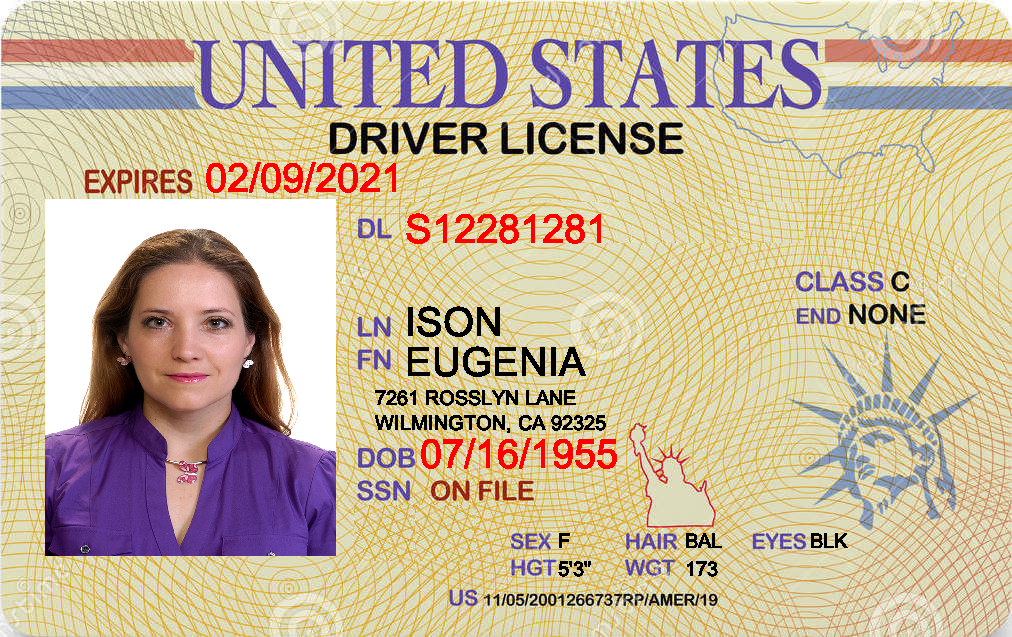 UNITED STATES
DRIVER LICENSE
EXPIRES 02/09/2021
DL S12281281
CLASS C
END NONE
LN ISON
FN EUGENIA
7261 ROSSLYN LANE
WILMINGTON, CA 92325
DOB 07/16/1955
SSN ON FILE
SEX F HAIR BAL EYES BLK
HGT 5'3" WGT 173
US 11/05/2001266737RP/AMER/19